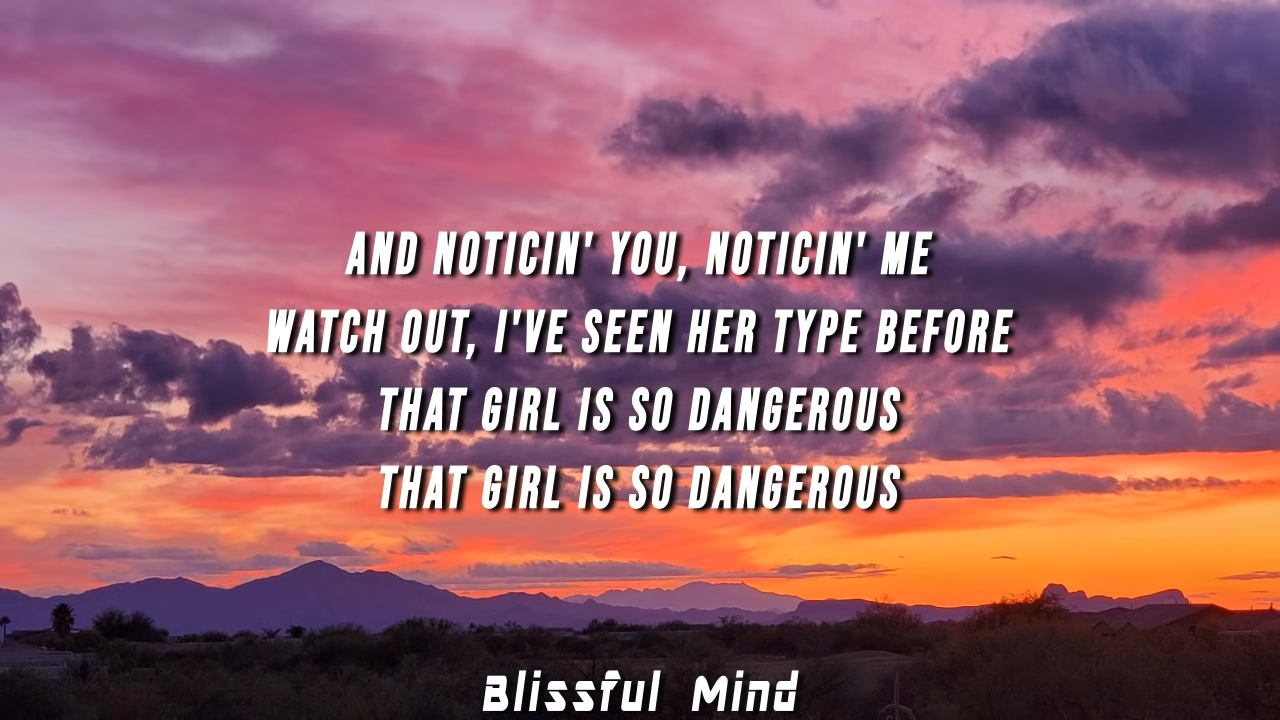 AND NOTICIN' YOU, NOTICIN' ME
WATCH OUT, I'VE SEEN HER TYPE BEFORE
THAT GIRL IS SO DANGEROUS
THAT GIRL IS SO DANGEROUS
Blissful Mind